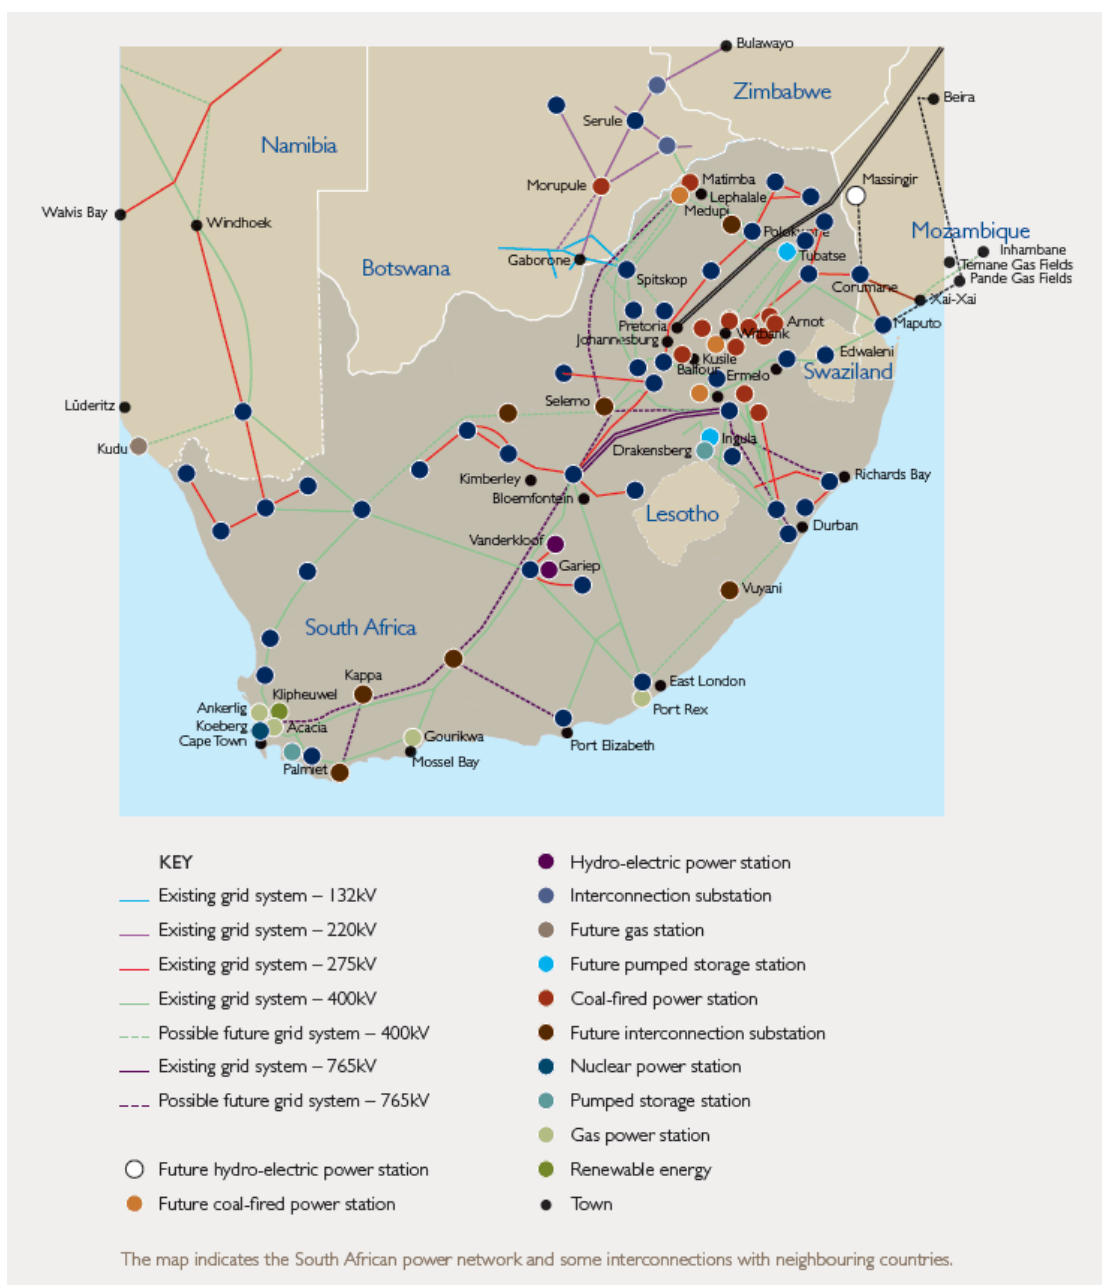 Bulawayo
Zimbabwe
Beira
Serule
Namibia
Morupule
Matimba
Lephalale
Medupi
Massingir
Walvis Bay
Windhoek
Polokwane
Mozambique
Tubatse
Inhambane
Temane Gas Fields
Pande Gas Fields
Botswana
Gaborone
Spitskop
Corumane
Xai-Xai
Pretoria
Arnot
Maputo
Witbank
Johannesburg
Kusile
Balfour
Ermelo
Edwaleni
Swaziland
Lûderitz
Selemo
Kudu
Ingula
Drakensberg
Kimberley
Bloemfontein
Richards Bay
Lesotho
Durban
Vanderkloof
Gariep
Vuyani
South Africa
Kappa
East London
Port Rex
Klipheuwel
Ankerlig
Koeberg
Acacia
Cape Town
Gourikwa
Port Elizabeth
Mossel Bay
Palmiet
KEY
Existing grid system – 132kV
Existing grid system – 220kV
Existing grid system – 275kV
Existing grid system – 400kV
Possible future grid system – 400kV
Existing grid system – 765kV
Possible future grid system – 765kV
Future hydro-electric power station
Future coal-fired power station
Hydro-electric power station
Interconnection substation
Future gas station
Future pumped storage station
Coal-fired power station
Future interconnection substation
Nuclear power station
Pumped storage station
Gas power station
Renewable energy
Town
The map indicates the South African power network and some interconnections with neighbouring countries.